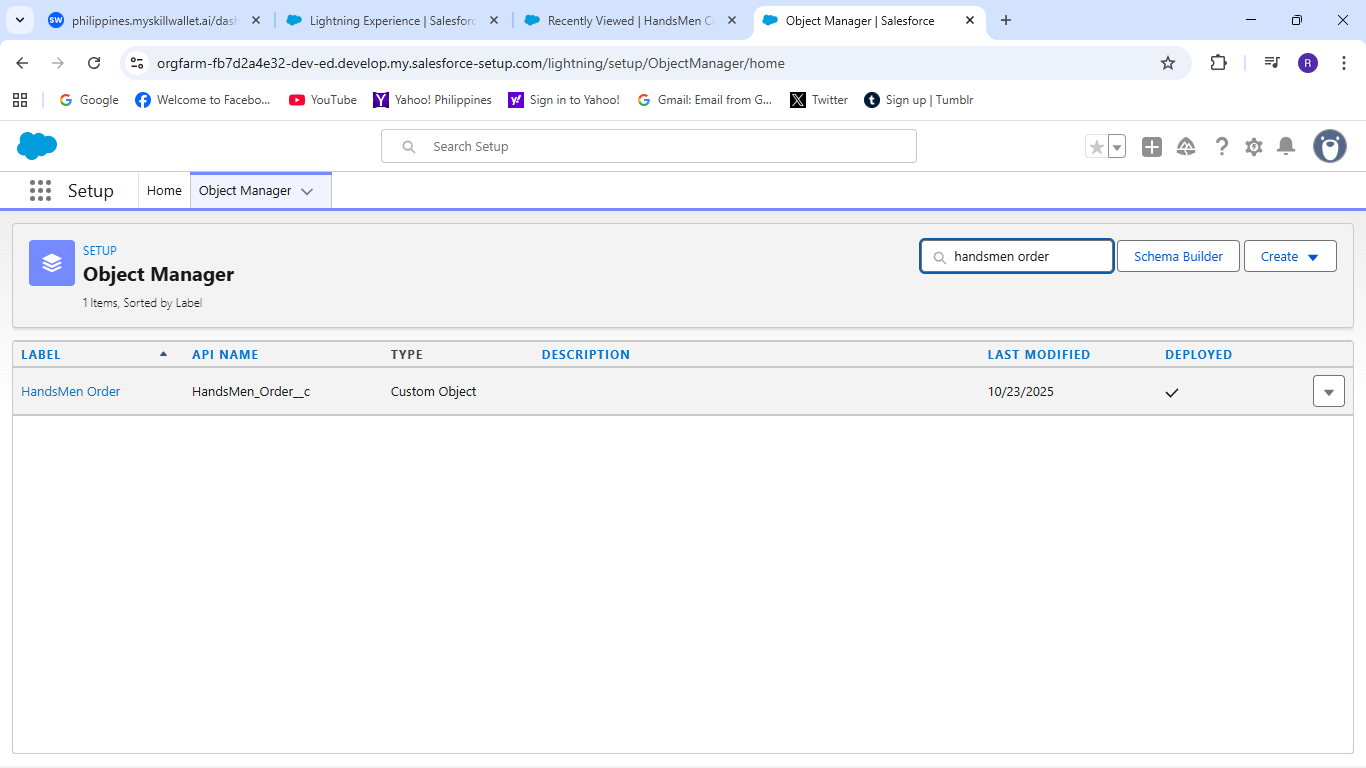 SW philippines.myskillwallet.ai/dash
Lightning Experience | Salesforc
Recently Viewed | HandsMen C
Object Manager | Salesforce
orgfarm-fb7d2a4e32-dev-ed.develop.my.salesforce-setup.com/lightning/setup/ObjectManager/home
R
Google
Welcome to Facebo...
YouTube
Yahoo! Philippines
Sign in to Yahoo!
Gmail: Email from G...
Twitter
Sign up | Tumblr
Search Setup
Setup
Home
Object Manager
SETUP
Object Manager
1 Items, Sorted by Label
handsmen order
Schema Builder
Create
LABEL API NAME TYPE DESCRIPTION LAST MODIFIED DEPLOYED
HandsMen Order HandsMen_Order__c Custom Object 10/23/2025